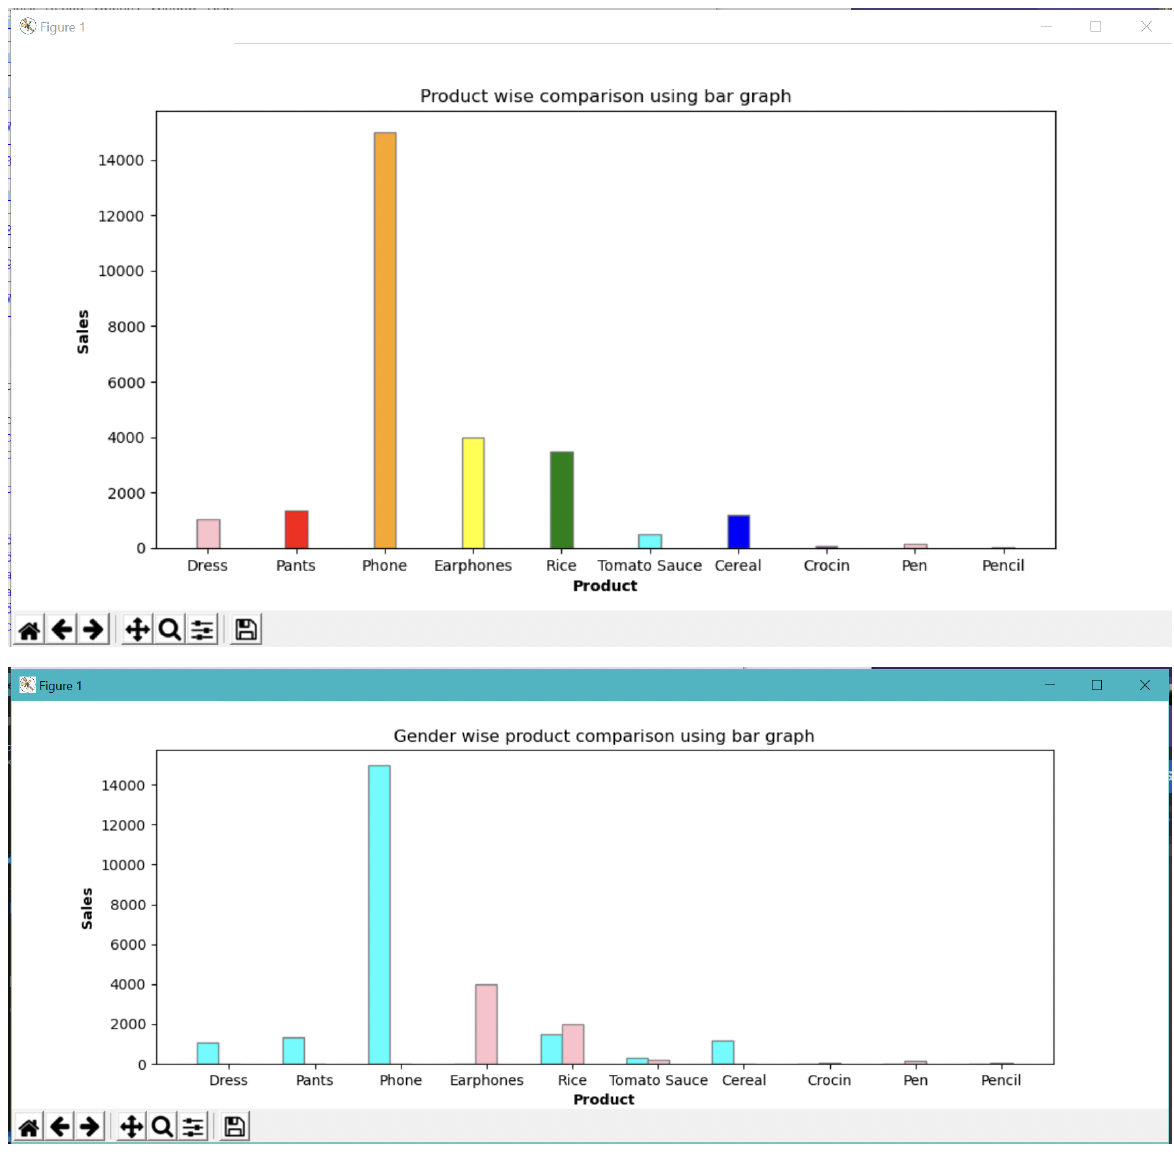 Figure 1
Product wise comparison using bar graph
14000
12000
10000
8000
6000
4000
2000
0
Sales
Dress Pants Phone Earphones Rice Tomato Sauce Cereal Crocin Pen Pencil
Product
Figure 1
Gender wise product comparison using bar graph
14000
12000
10000
8000
6000
4000
2000
0
Sales
Dress Pants Phone Earphones Rice Tomato Sauce Cereal Crocin Pen Pencil
Product